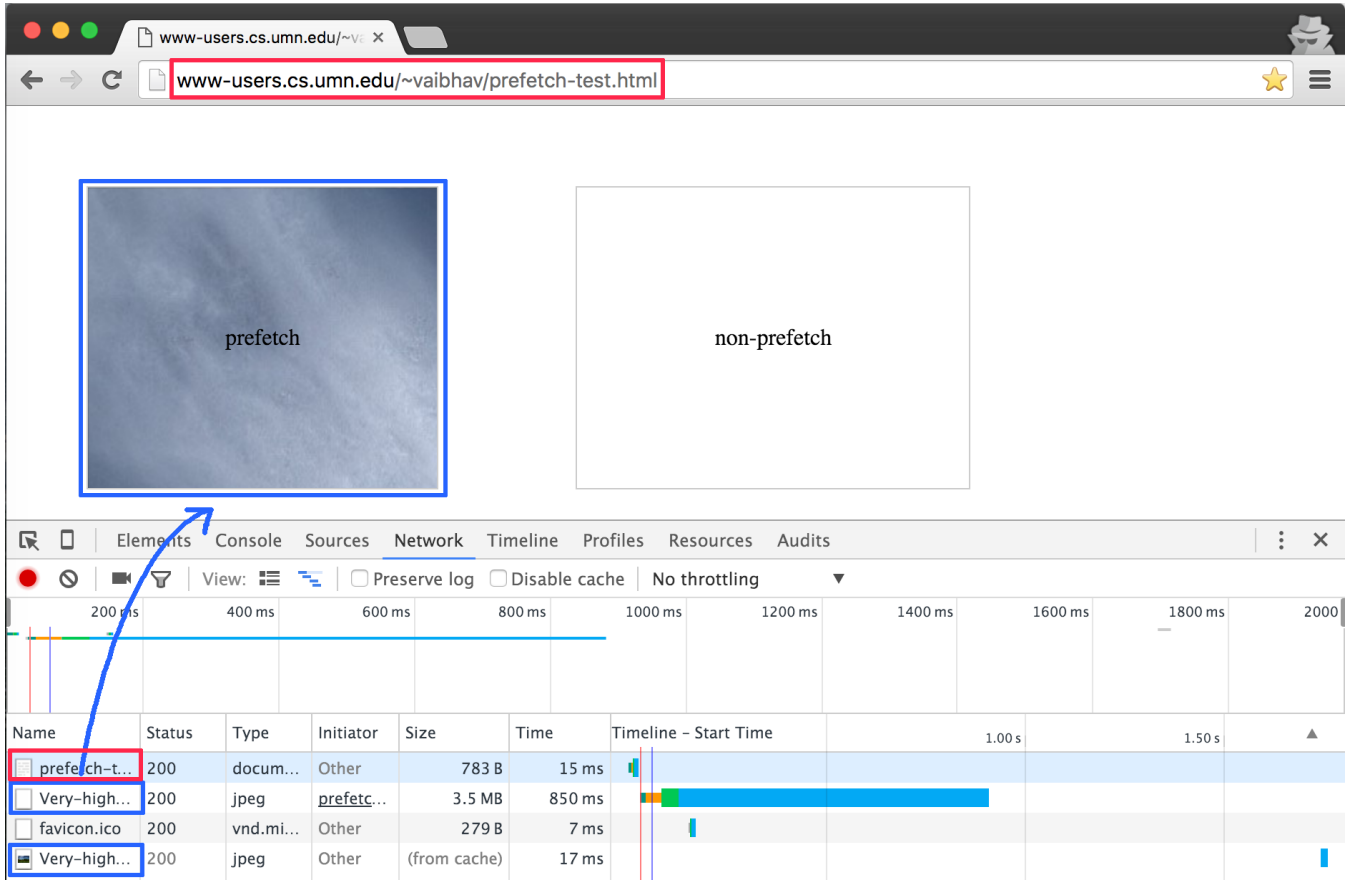 www-users.cs.umn.edu/~va
www-users.cs.umn.edu/~vaibhav/prefetch-test.html
prefetch
non-prefetch
Elements Console Sources Network Timeline Profiles Resources Audits
View: Preserve log Disable cache No throttling
200 ms 400 ms 600 ms 800 ms 1000 ms 1200 ms 1400 ms 1600 ms 1800 ms 2000
Name Status Type Initiator Size Time Timeline – Start Time 1.00 s 1.50 s
prefetch-t... 200 docum... Other 783 B 15 ms
Very-high... 200 jpeg prefetc... 3.5 MB 850 ms
favicon.ico 200 vnd.mi... Other 279 B 7 ms
Very-high... 200 jpeg Other (from cache) 17 ms